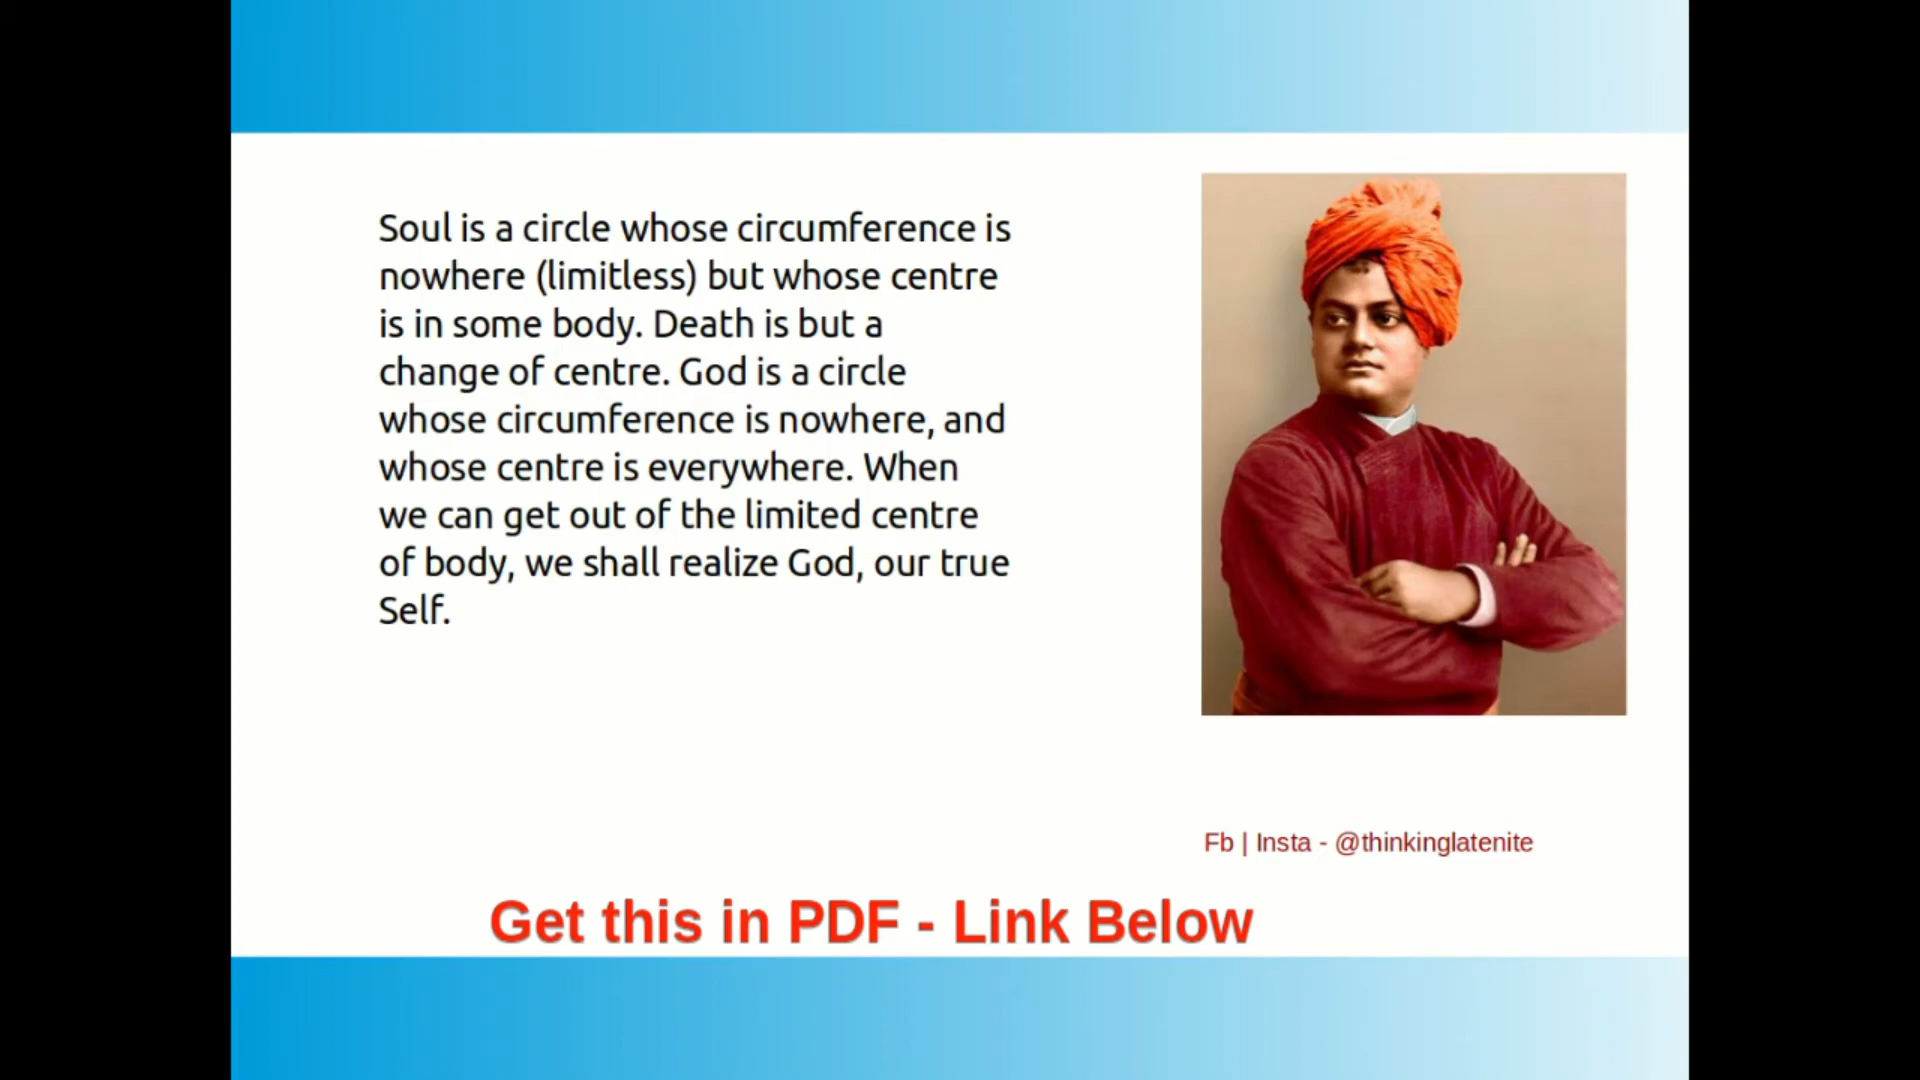 Soul is a circle whose circumference is
nowhere (limitless) but whose centre
is in some body. Death is but a
change of centre. God is a circle
whose circumference is nowhere, and
whose centre is everywhere. When
we can get out of the limited centre
of body, we shall realize God, our true
Self.
Fb | Insta - @thinkinglatenite
Get this in PDF - Link Below